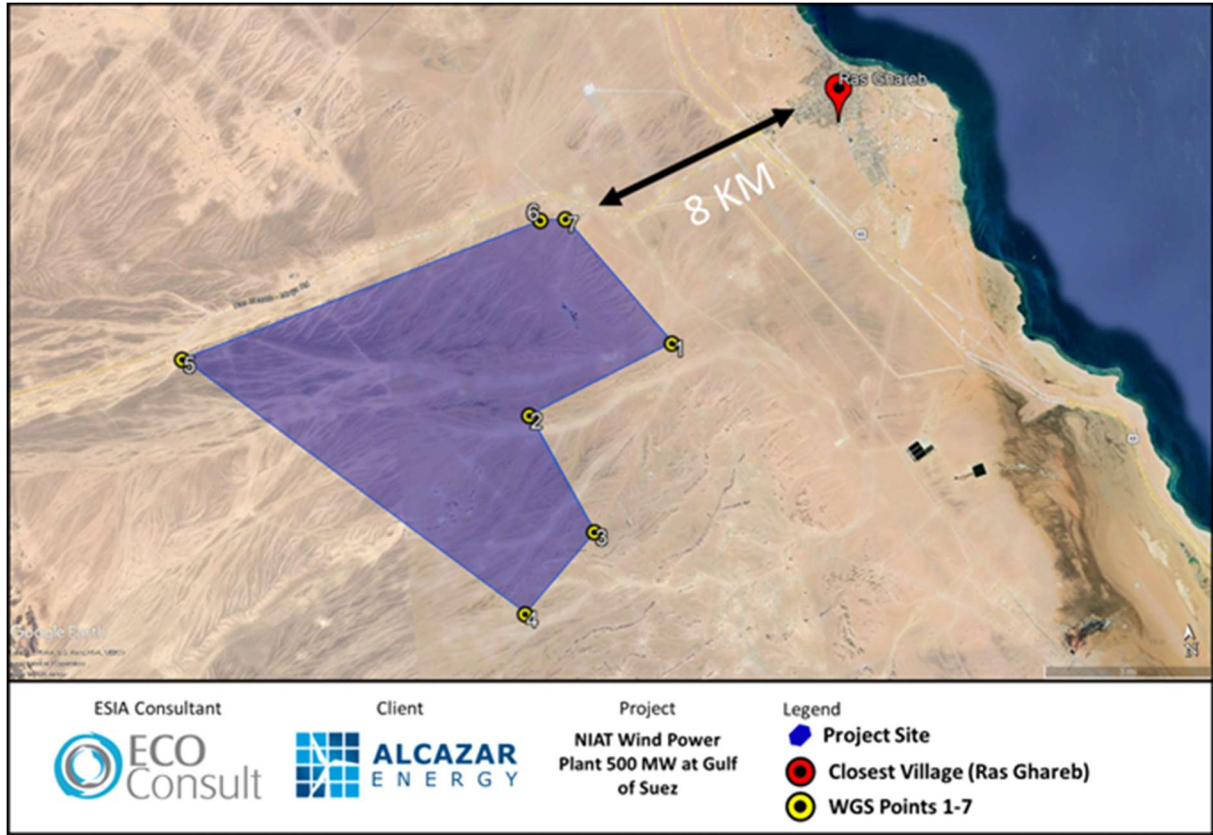 Ras Ghareb
8 KM
6
7
1
5
2
3
4
65
65
Google Earth
N
ESIA Consultant
ECO
Consult
Client
ALCAZAR
ENERGY
Project
NIAT Wind Power
Plant 500 MW at Gulf
of Suez
Legend
Project Site
Closest Village (Ras Ghareb)
WGS Points 1-7